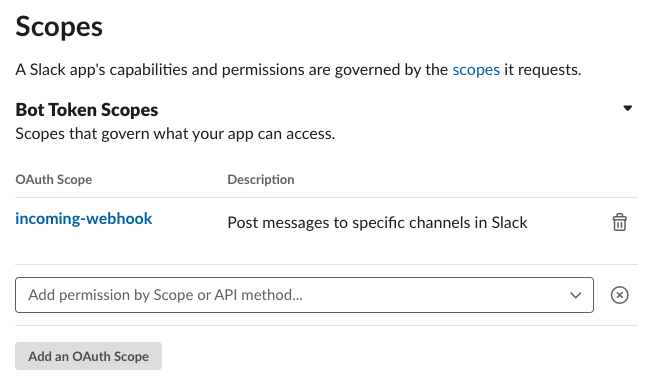 Scopes
A Slack app's capabilities and permissions are governed by the scopes it requests.
Bot Token Scopes
Scopes that govern what your app can access.
OAuth Scope Description
incoming-webhook Post messages to specific channels in Slack
Add permission by Scope or API method...
Add an OAuth Scope